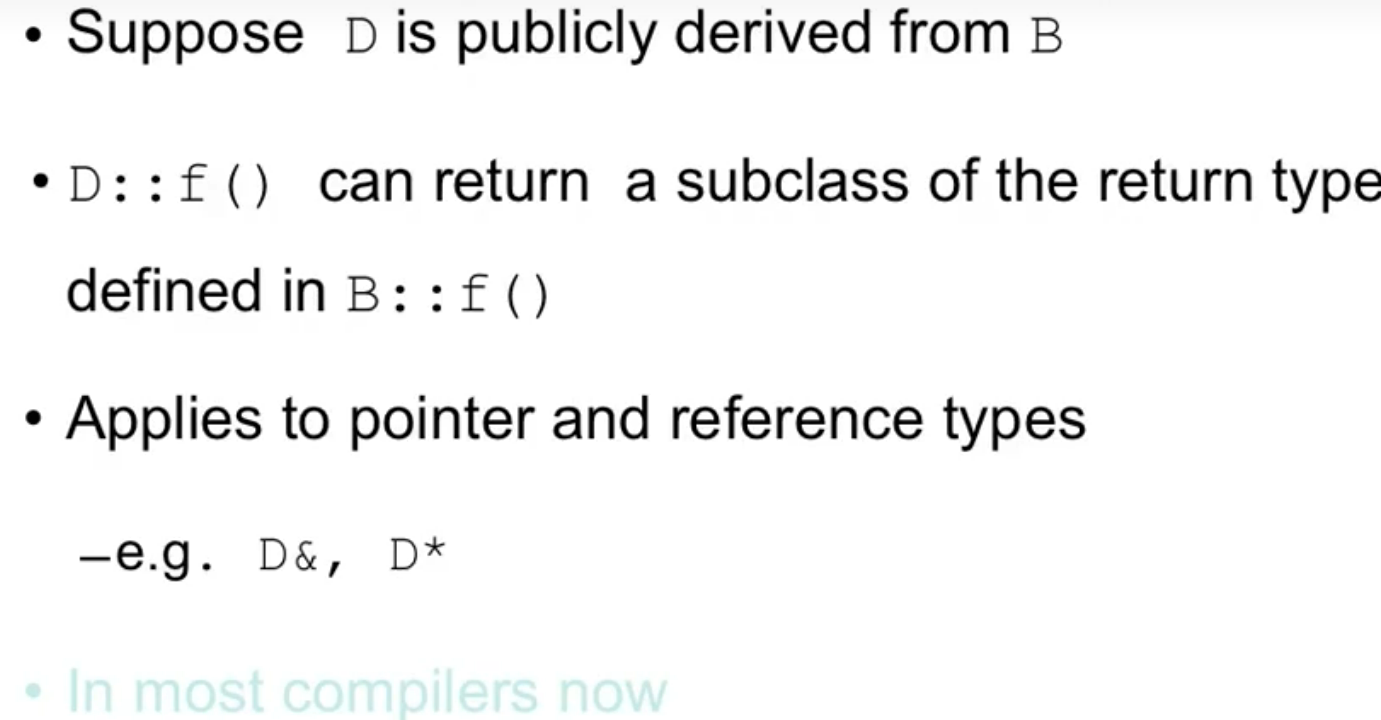 • Suppose D is publicly derived from B
• D::f() can return a subclass of the return type
defined in B::f()
• Applies to pointer and reference types
–e.g. D&, D*
• In most compilers now